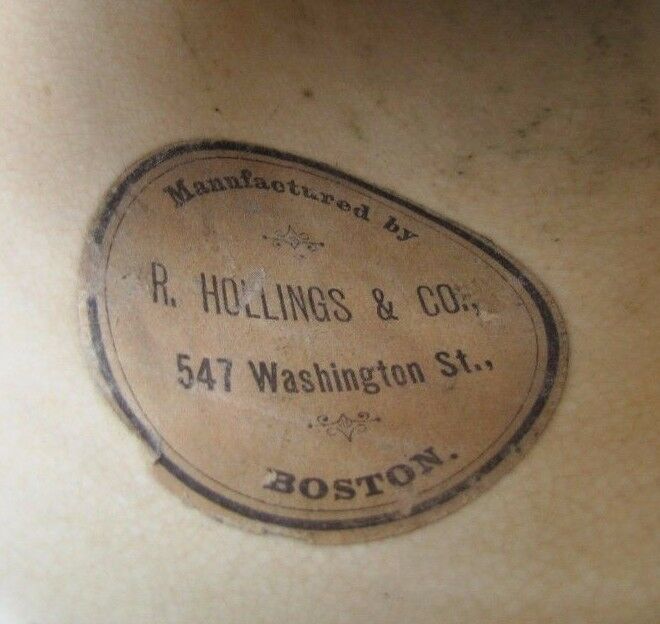 Manufactured by
R. HOLLINGS & CO.,
547 Washington St.,
BOSTON.